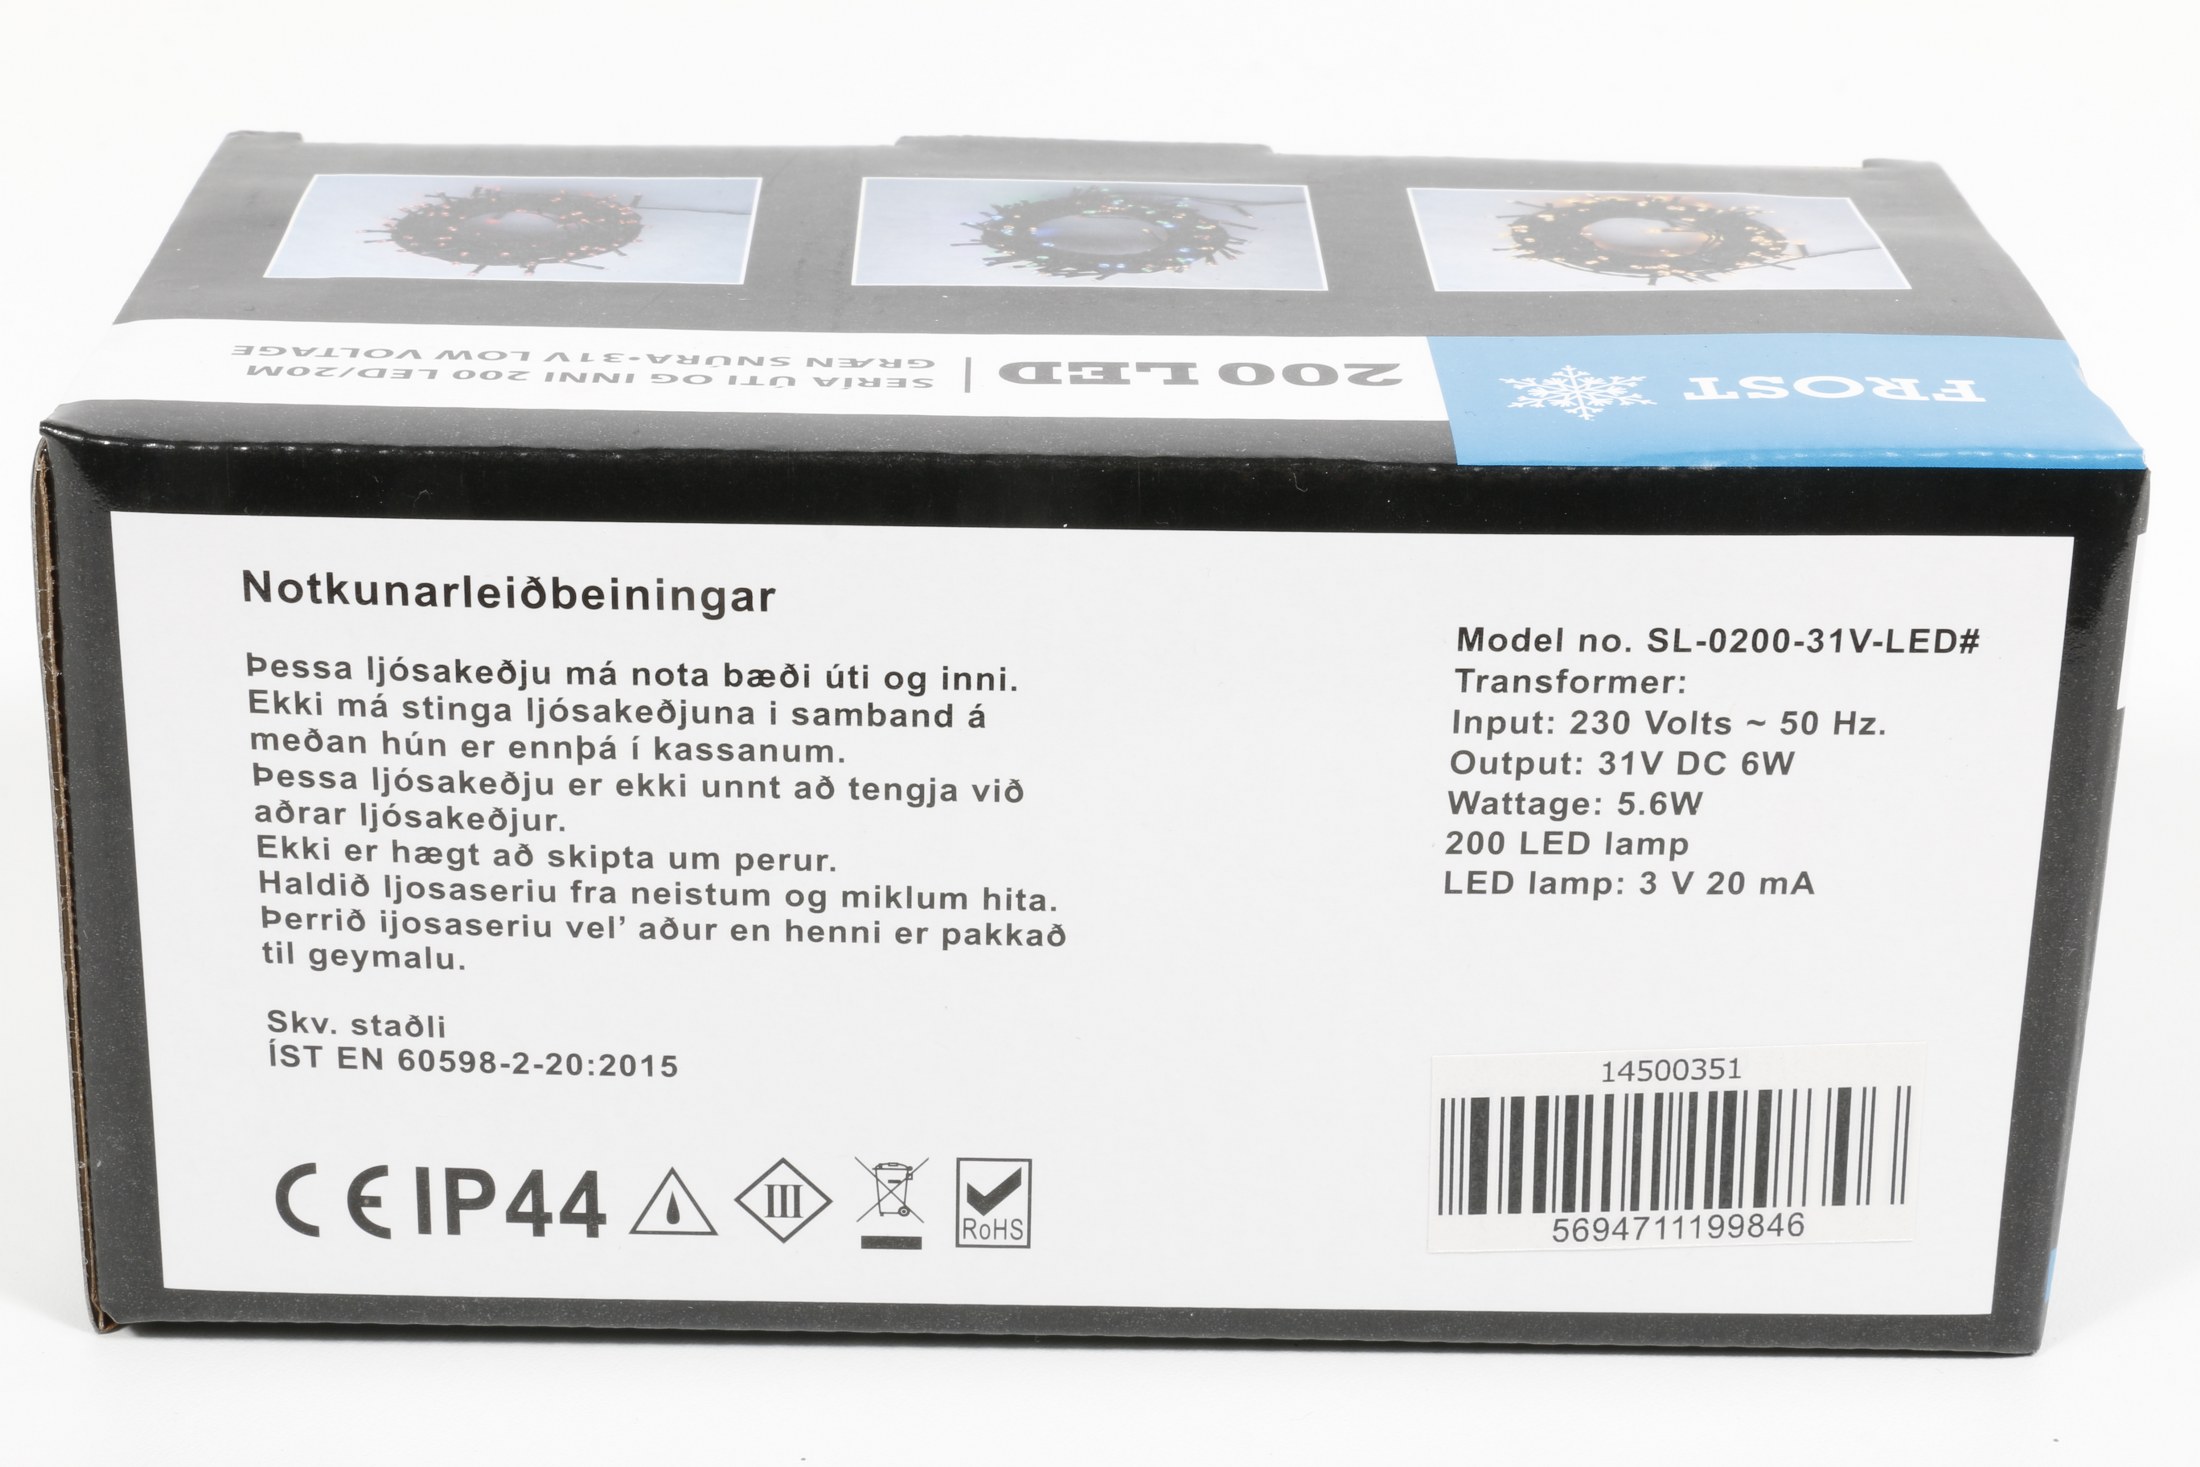 FROST
200 LED
SERÍA ÚTI OG INNI 200 LED/20M
GRÆN SNÚRA•31V LOW VOLTAGE
Notkunarleiðbeiningar
Þessa ljósakeðju má nota bæði úti og inni.
Ekki má stinga ljósakeðjuna i samband á
meðan hún er ennþá í kassanum.
Þessa ljósakeðju er ekki unnt að tengja við
aðrar ljósakeðjur.
Ekki er hægt að skipta um perur.
Haldið ljosaseriu fra neistum og miklum hita.
Þerrið ijosaseriu vel’ aður en henni er pakkað
til geymalu.
Skv. staðli
ÍST EN 60598-2-20:2015
CE IP44
III
RoHS
Model no. SL-0200-31V-LED#
Transformer:
Input: 230 Volts ~ 50 Hz.
Output: 31V DC 6W
Wattage: 5.6W
200 LED lamp
LED lamp: 3 V 20 mA
14500351
5694711199846